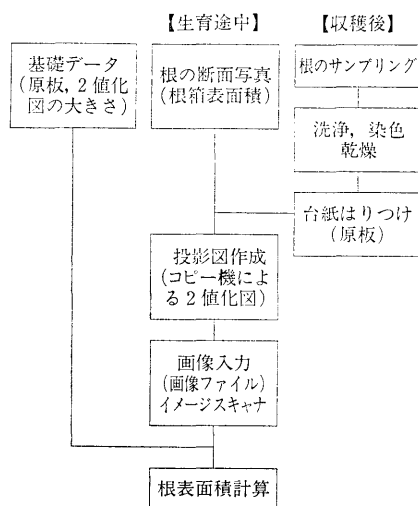 【生育途中】
【収穫後】
基礎データ
(原板, 2値化
図の大きさ)
根の断面写真
(根箱表面積)
根のサンプリング
洗浄, 染色
乾燥
台紙はりつけ
(原板)
投影図作成
(コピー機によ
る2値化図)
画像入力
(画像ファイル)
イメージスキャナ
根表面積計算